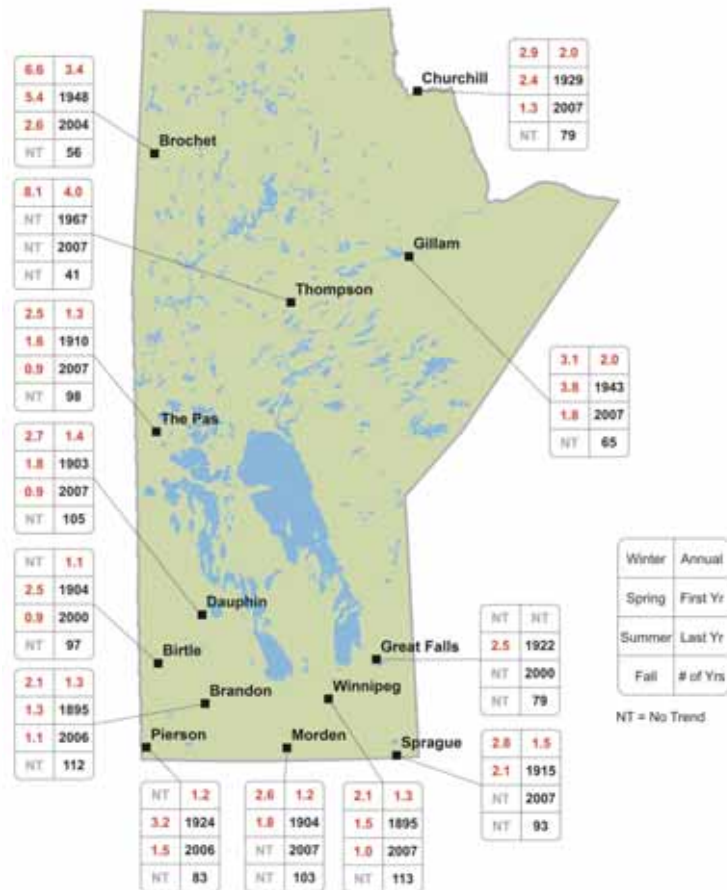 6.6 3.4
5.4 1948
2.6 2004
NT 56
Brochet
2.9 2.0
2.4 1929
1.3 2007
NT 79
Churchill
8.1 4.0
NT 1967
NT 2007
NT 41
Thompson
Gillam
3.1 2.0
3.8 1943
1.8 2007
NT 65
2.5 1.3
1.6 1910
0.9 2007
NT 98
The Pas
2.7 1.4
1.8 1903
0.9 2007
NT 105
Dauphin
NT 1.1
2.5 1904
0.9 2000
NT 97
Birtle
2.1 1.3
1.3 1895
1.1 2006
NT 112
Brandon
Great Falls
NT NT
2.5 1922
NT 2000
NT 79
Winter Annual
Spring First Yr
Summer Last Yr
Fall # of Yrs
NT = No Trend
Winnipeg
Pierson
Morden
Sprague
2.8 1.5
2.1 1915
NT 2007
NT 93
NT 1.2
3.2 1924
1.5 2006
NT 83
2.6 1.2
1.8 1904
NT 2007
NT 103
2.1 1.3
1.5 1895
1.0 2007
NT 113